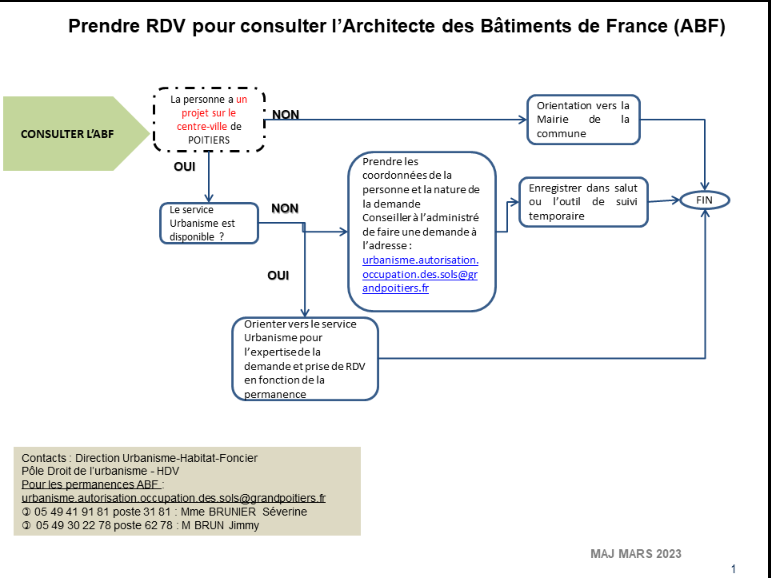 Prendre RDV pour consulter l’Architecte des Bâtiments de France (ABF)
CONSULTER L’ABF
La personne a un
projet sur le
centre-ville de
POITIERS
NON
Orientation vers la
Mairie de la
commune
OUI
Le service
Urbanisme est
disponible ?
NON
Prendre les
coordonnées de la
personne et la nature de
la demande
Conseiller à l’administré
de faire une demande à
l’adresse :
urbanisme.autorisation.
occupation.des.sols@gr
andpoitiers.fr
Enregistrer dans salut
ou l’outil de suivi
temporaire
FIN
OUI
Orienter vers le service
Urbanisme pour
l’expertise de la
demande et prise de RDV
en fonction de la
permanence
Contacts : Direction Urbanisme-Habitat-Foncier
Pôle Droit de l’urbanisme - HDV
Pour les permanences ABF :
urbanisme.autorisation.occupation.des.sols@grandpoitiers.fr
① 05 49 41 91 81 poste 31 81 : Mme BRUNIER Séverine
① 05 49 30 22 78 poste 62 78 : M BRUN Jimmy
MAJ MARS 2023
1